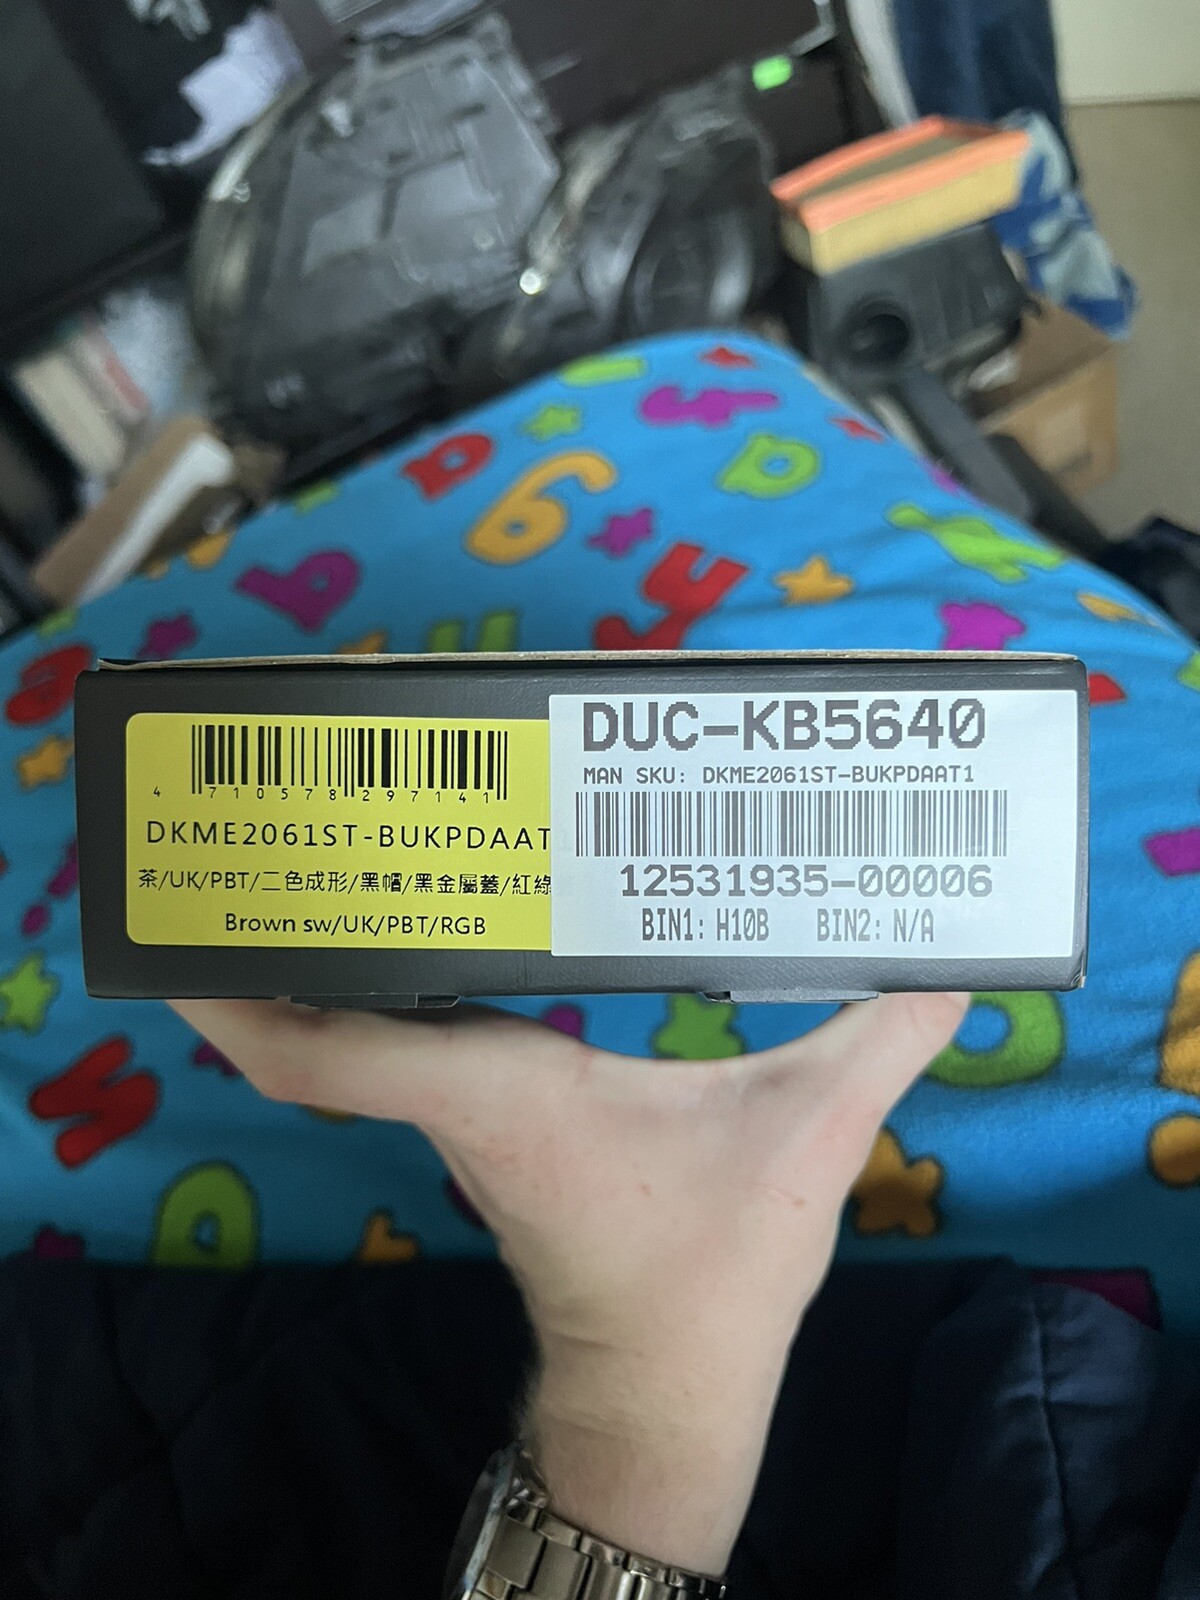 4 710578 297141
DKME2061ST-BUKPDAAT
茶/UK/PBT/二色成形/黑帽/黑金屬蓋/紅綠
Brown sw/UK/PBT/RGB
DUC-KB5640
MAN SKU: DKME2061ST-BUKPDAAT1
12531935-00006
BIN1: H10B BIN2: N/A